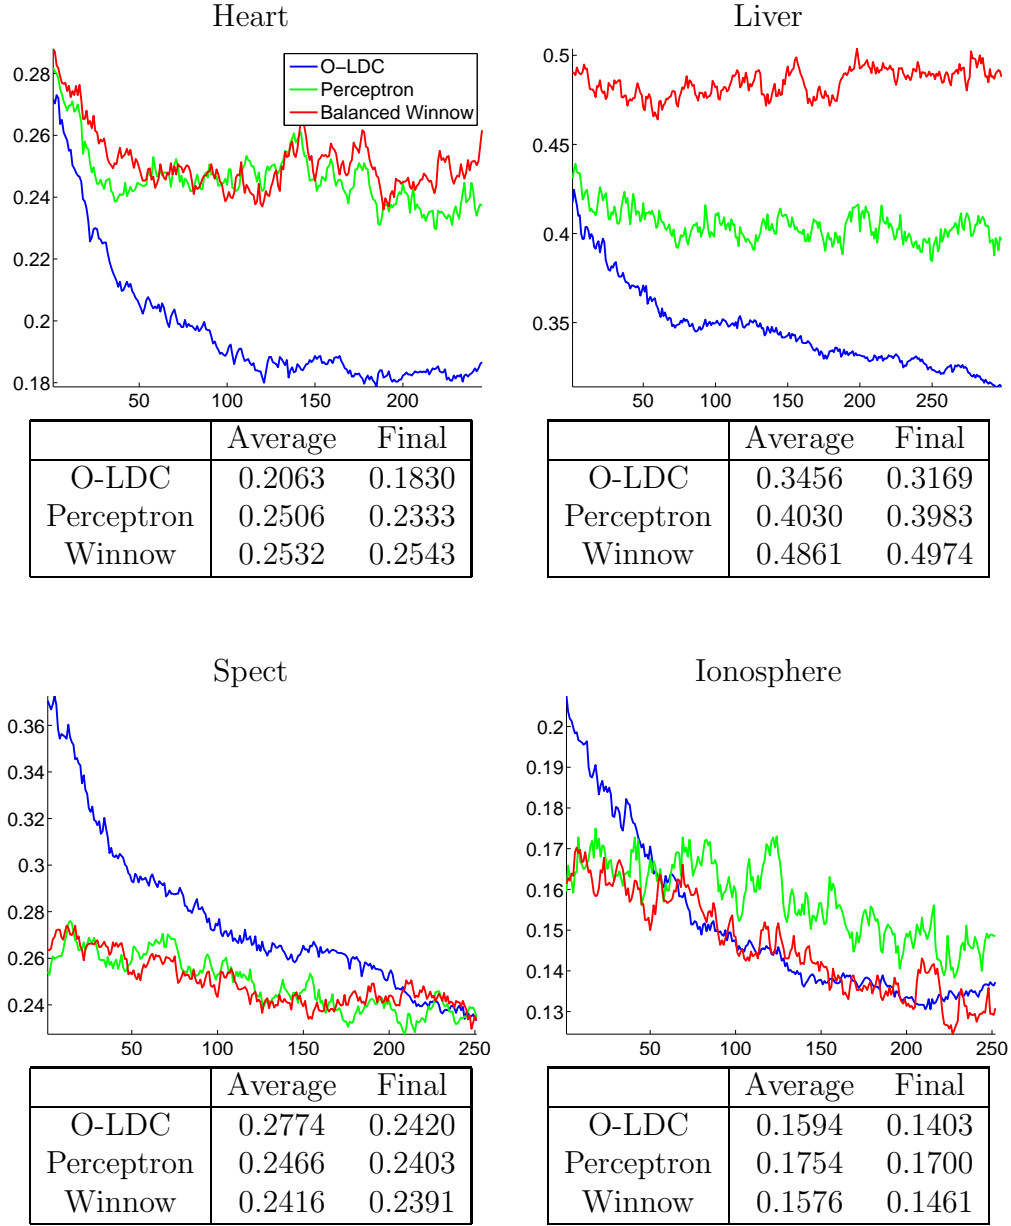 Heart
0.28
0.26
0.24
0.22
0.2
0.18
50
100
150
200
O-LDC
Perceptron
Balanced Winnow
Average Final
O-LDC 0.2063 0.1830
Perceptron 0.2506 0.2333
Winnow 0.2532 0.2543
Liver
0.5
0.45
0.4
0.35
50
100
150
200
250
Average Final
O-LDC 0.3456 0.3169
Perceptron 0.4030 0.3983
Winnow 0.4861 0.4974
Spect
0.36
0.34
0.32
0.3
0.28
0.26
0.24
50
100
150
200
250
Average Final
O-LDC 0.2774 0.2420
Perceptron 0.2466 0.2403
Winnow 0.2416 0.2391
Ionosphere
0.2
0.19
0.18
0.17
0.16
0.15
0.14
0.13
50
100
150
200
250
Average Final
O-LDC 0.1594 0.1403
Perceptron 0.1754 0.1700
Winnow 0.1576 0.1461